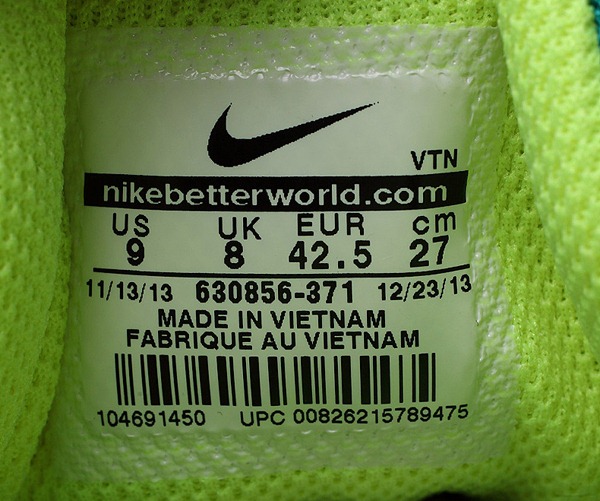 VTN
nikebetterworld.com
US UK EUR cm
9 8 42.5 27
11/13/13 630856-371 12/23/13
MADE IN VIETNAM
FABRIQUE AU VIETNAM
104691450 UPC 00826215789475